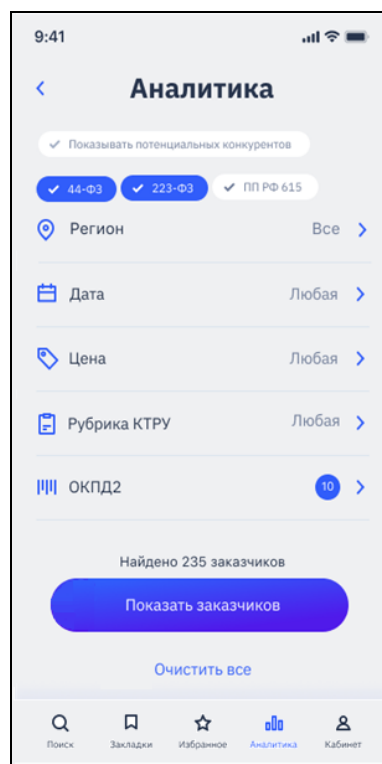 9:41
Аналитика
Показывать потенциальных конкурентов
44-ФЗ 223-ФЗ ПП РФ 615
Регион Все
Дата Любая
Цена Любая
Рубрика КТРУ Любая
ОКПД2 10
Найдено 235 заказчиков
Показать заказчиков
Очистить все
Поиск Закладки Избранное Аналитика Кабинет